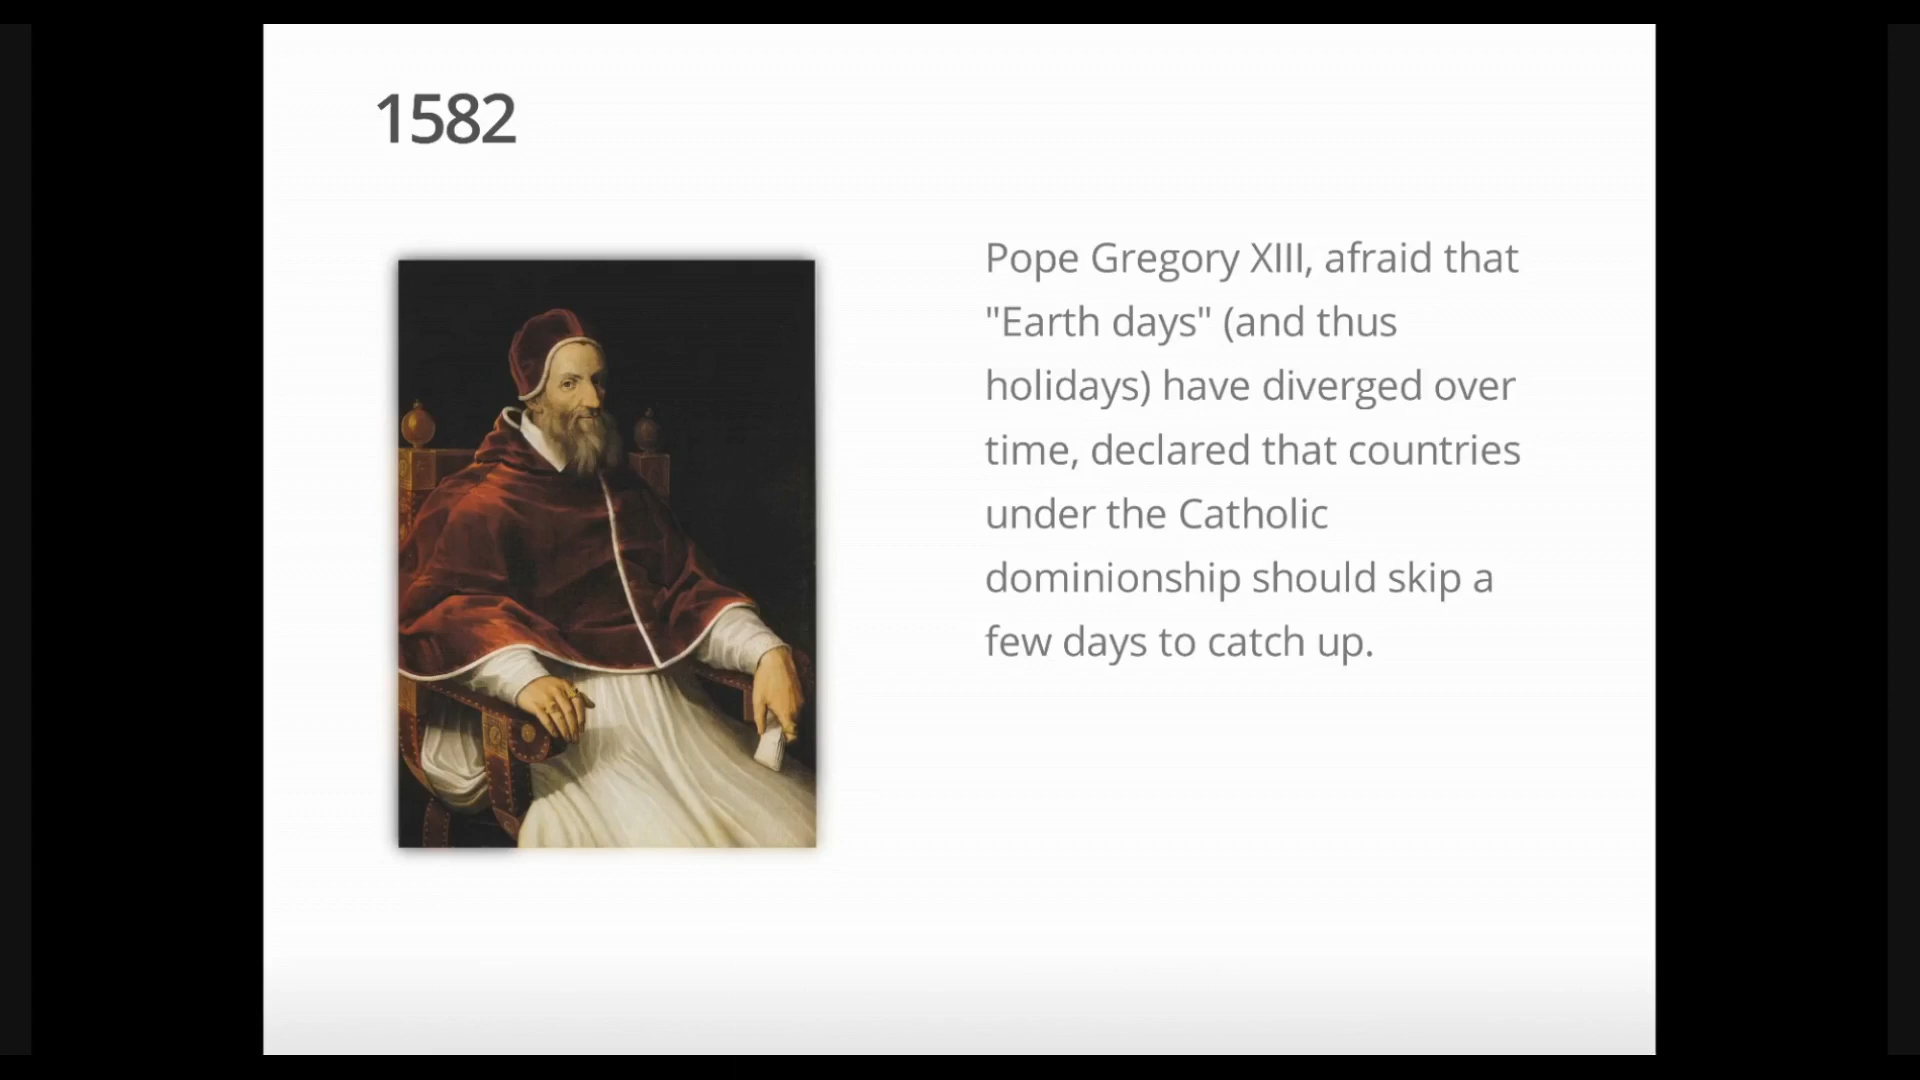 1582
Pope Gregory XIII, afraid that
"Earth days" (and thus
holidays) have diverged over
time, declared that countries
under the Catholic
dominionship should skip a
few days to catch up.